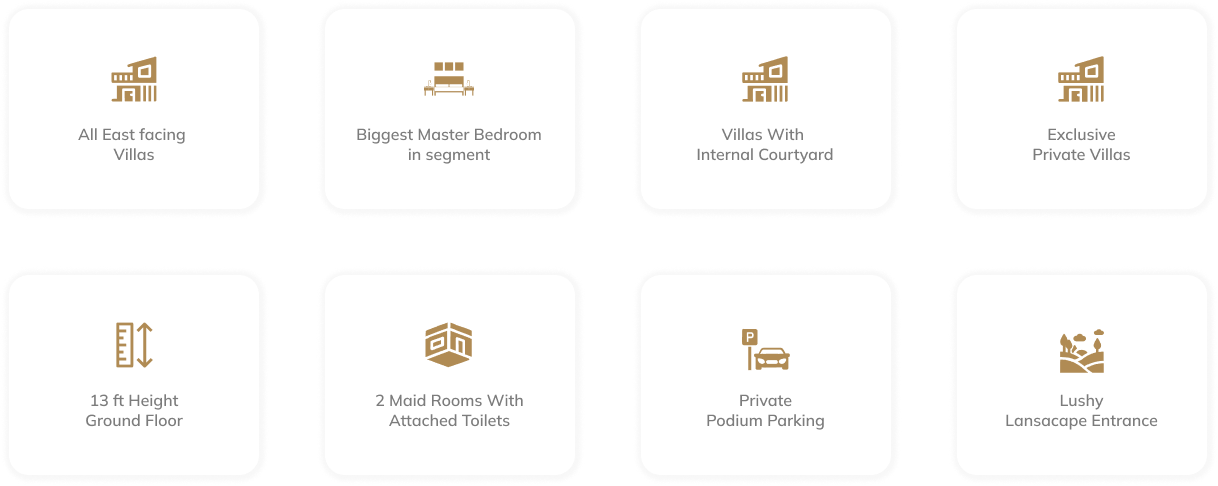 All East facing
Villas
Biggest Master Bedroom
in segment
Villas With
Internal Courtyard
Exclusive
Private Villas
13 ft Height
Ground Floor
2 Maid Rooms With
Attached Toilets
P
Private
Podium Parking
Lushy
Lansacape Entrance